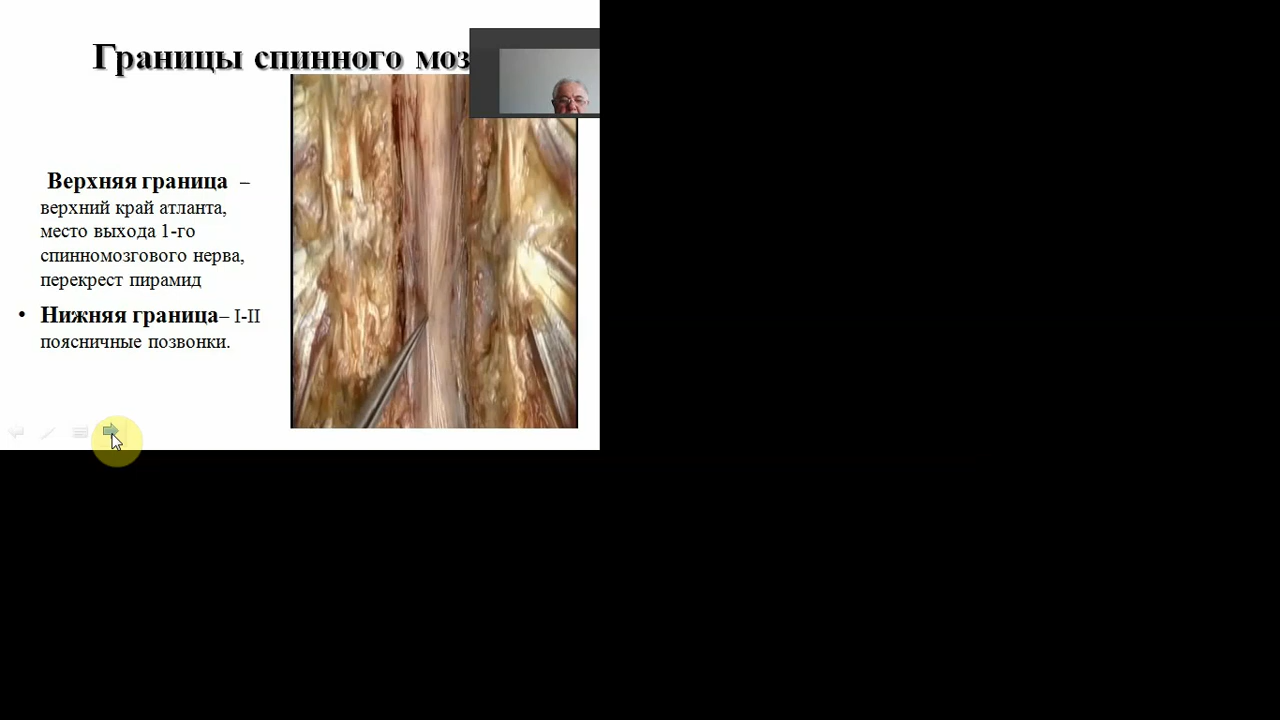 Границы спинного моз
Верхняя граница –
верхний край атланта,
место выхода 1-го
спинномозгового нерва,
перекрест пирамид
• Нижняя граница– I-II
поясничные позвонки.